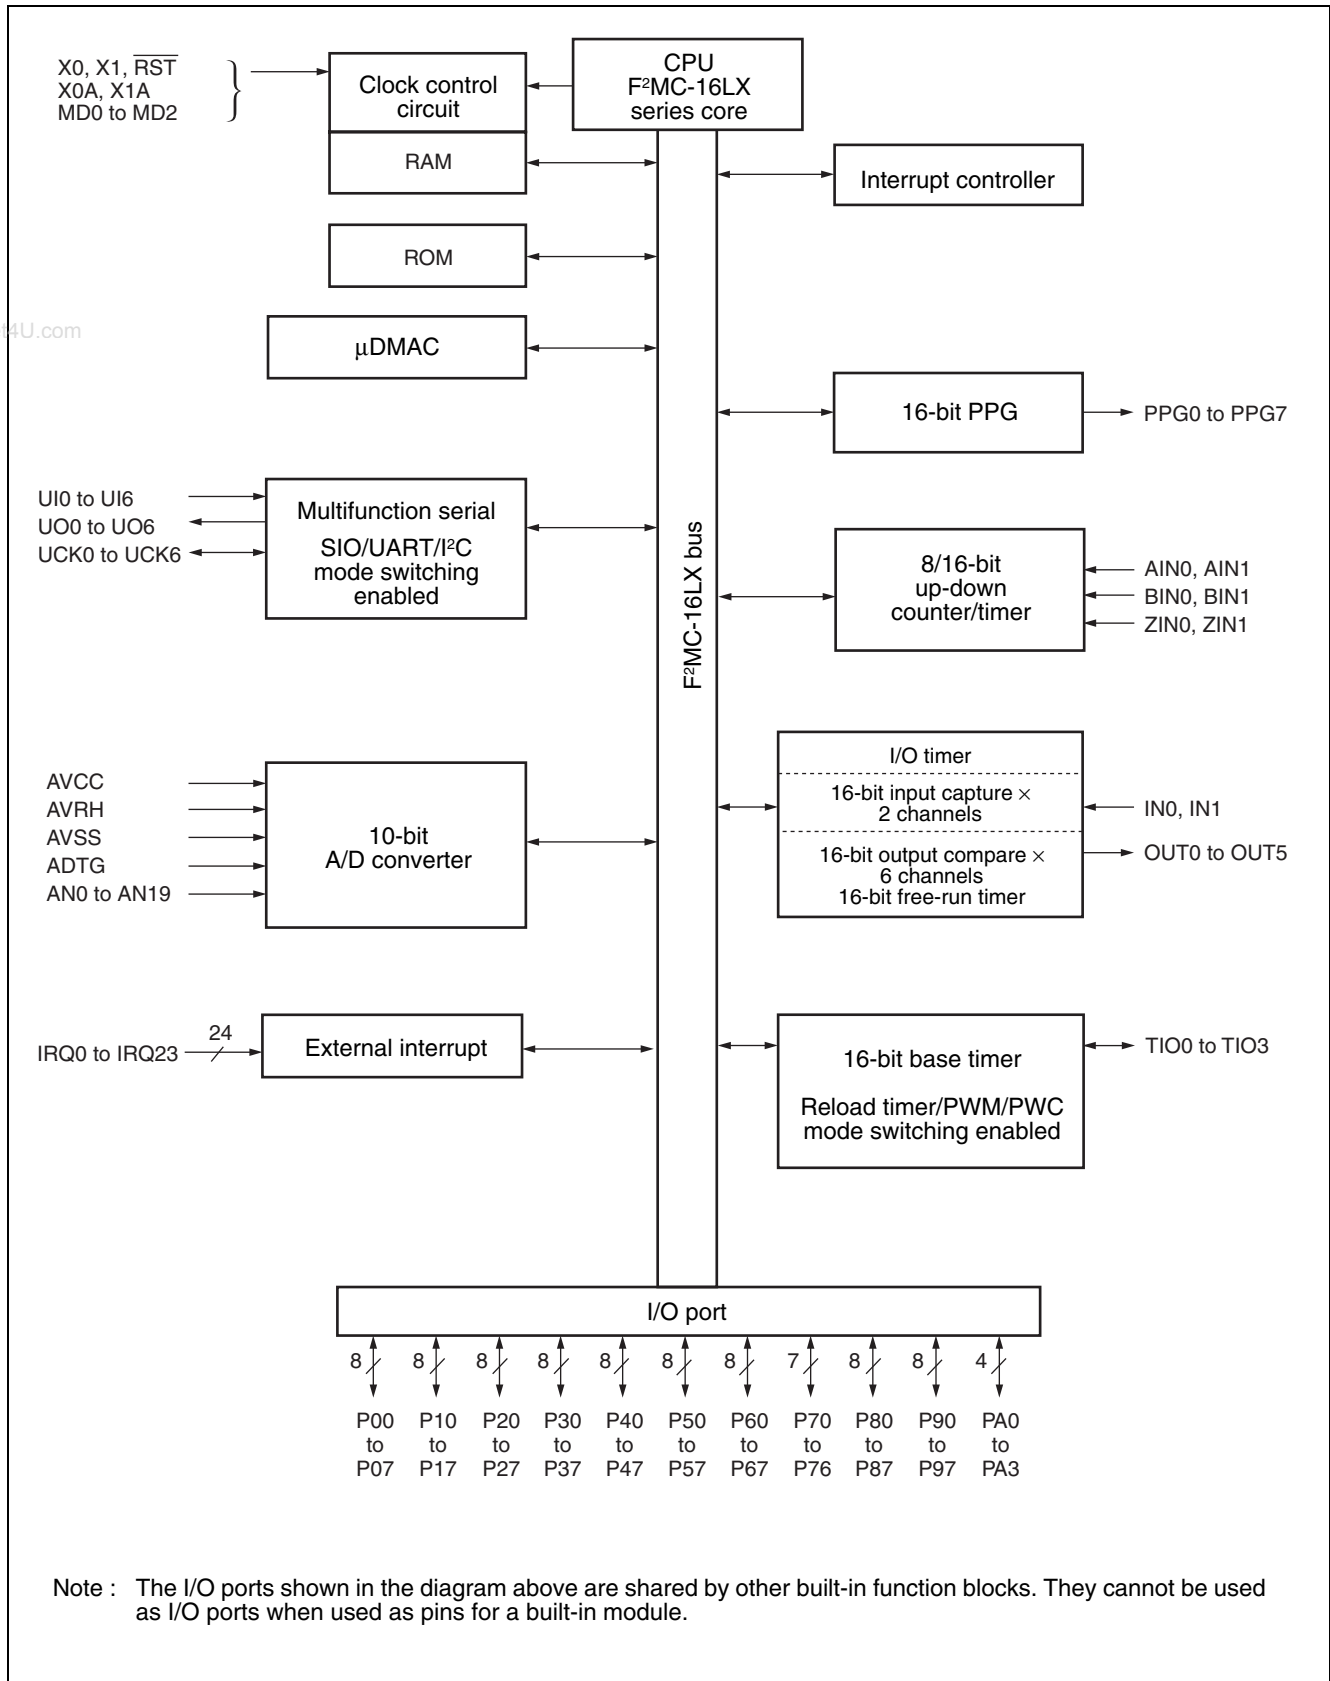 X0, X1, RST
X0A, X1A
MD0 to MD2
Clock control
circuit
CPU
F²MC-16LX
series core
RAM
Interrupt controller
ROM
t4U.com
μDMAC
16-bit PPG
PPG0 to PPG7
UI0 to UI6
UO0 to UO6
UCK0 to UCK6
Multifunction serial
SIO/UART/I²C
mode switching
enabled
F²MC-16LX bus
8/16-bit
up-down
counter/timer
AIN0, AIN1
BIN0, BIN1
ZIN0, ZIN1
AVCC
AVRH
AVSS
ADTG
AN0 to AN19
10-bit
A/D converter
I/O timer
16-bit input capture ×
2 channels
16-bit output compare ×
6 channels
16-bit free-run timer
IN0, IN1
OUT0 to OUT5
IRQ0 to IRQ23
24
External interrupt
16-bit base timer
Reload timer/PWM/PWC
mode switching enabled
TIO0 to TIO3
I/O port
8 8 8 8 8 8 8 7 8 8 4
P00 P10 P20 P30 P40 P50 P60 P70 P80 P90 PA0
to to to to to to to to to to to
P07 P17 P27 P37 P47 P57 P67 P76 P87 P97 PA3
Note : The I/O ports shown in the diagram above are shared by other built-in function blocks. They cannot be used
as I/O ports when used as pins for a built-in module.